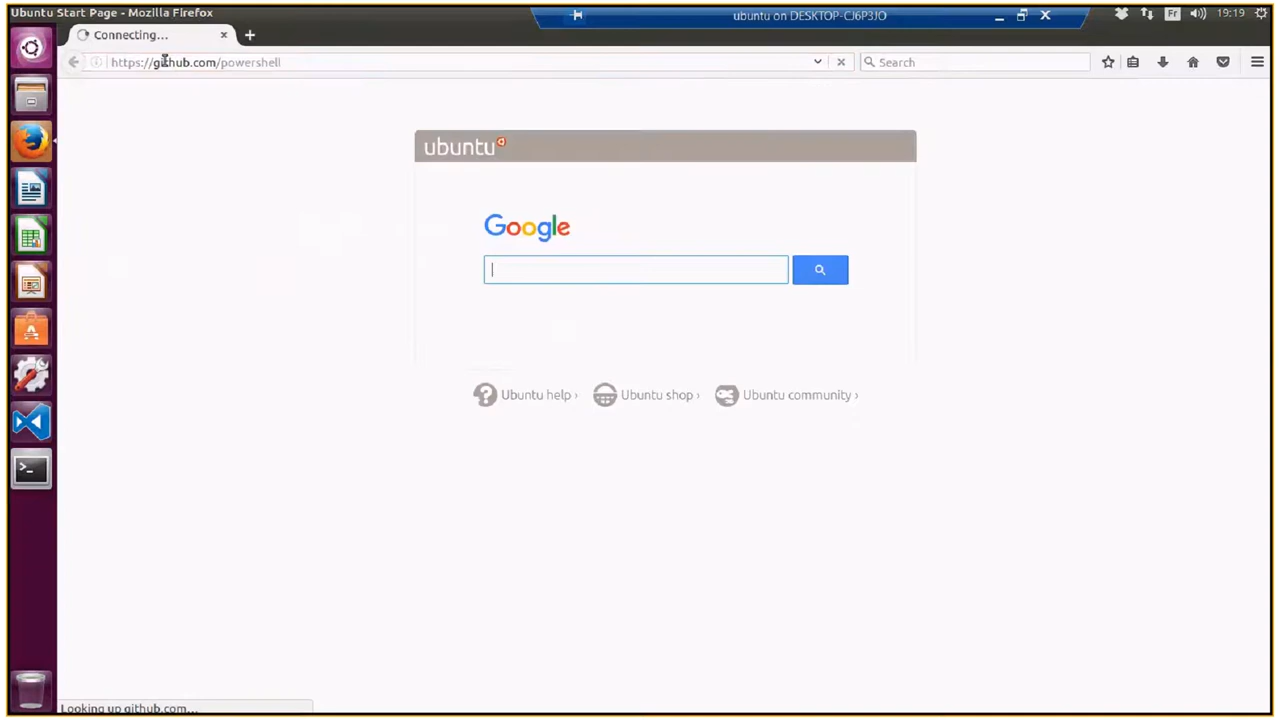 Ubuntu Start Page - Mozilla Firefox
ubuntu on DESKTOP-CJ6P3JO
Fr
19:19
Connecting...
https://github.com/powershell
Search
ubuntu
Google
Ubuntu help ›
Ubuntu shop ›
Ubuntu community ›
Looking up github.com...